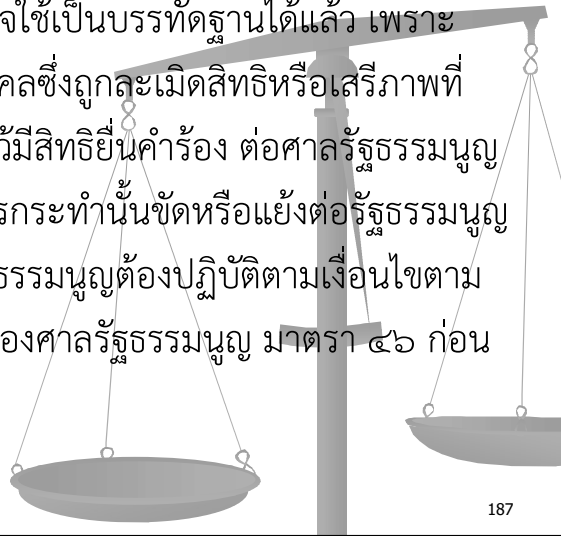 จใช้เป็นบรรทัดฐานได้แล้ว เพราะ
คลซึ่งถูกละเมิดสิทธิหรือเสรีภาพที่
ว้มีสิทธิยื่นคำร้อง ต่อศาลรัฐธรรมนูญ
รกระทำนั้นขัดหรือแย้งต่อรัฐธรรมนูญ
ธรรมนูญต้องปฏิบัติตามเงื่อนไขตาม
องศาลรัฐธรรมนูญ มาตรา ๔๖ ก่อน
187